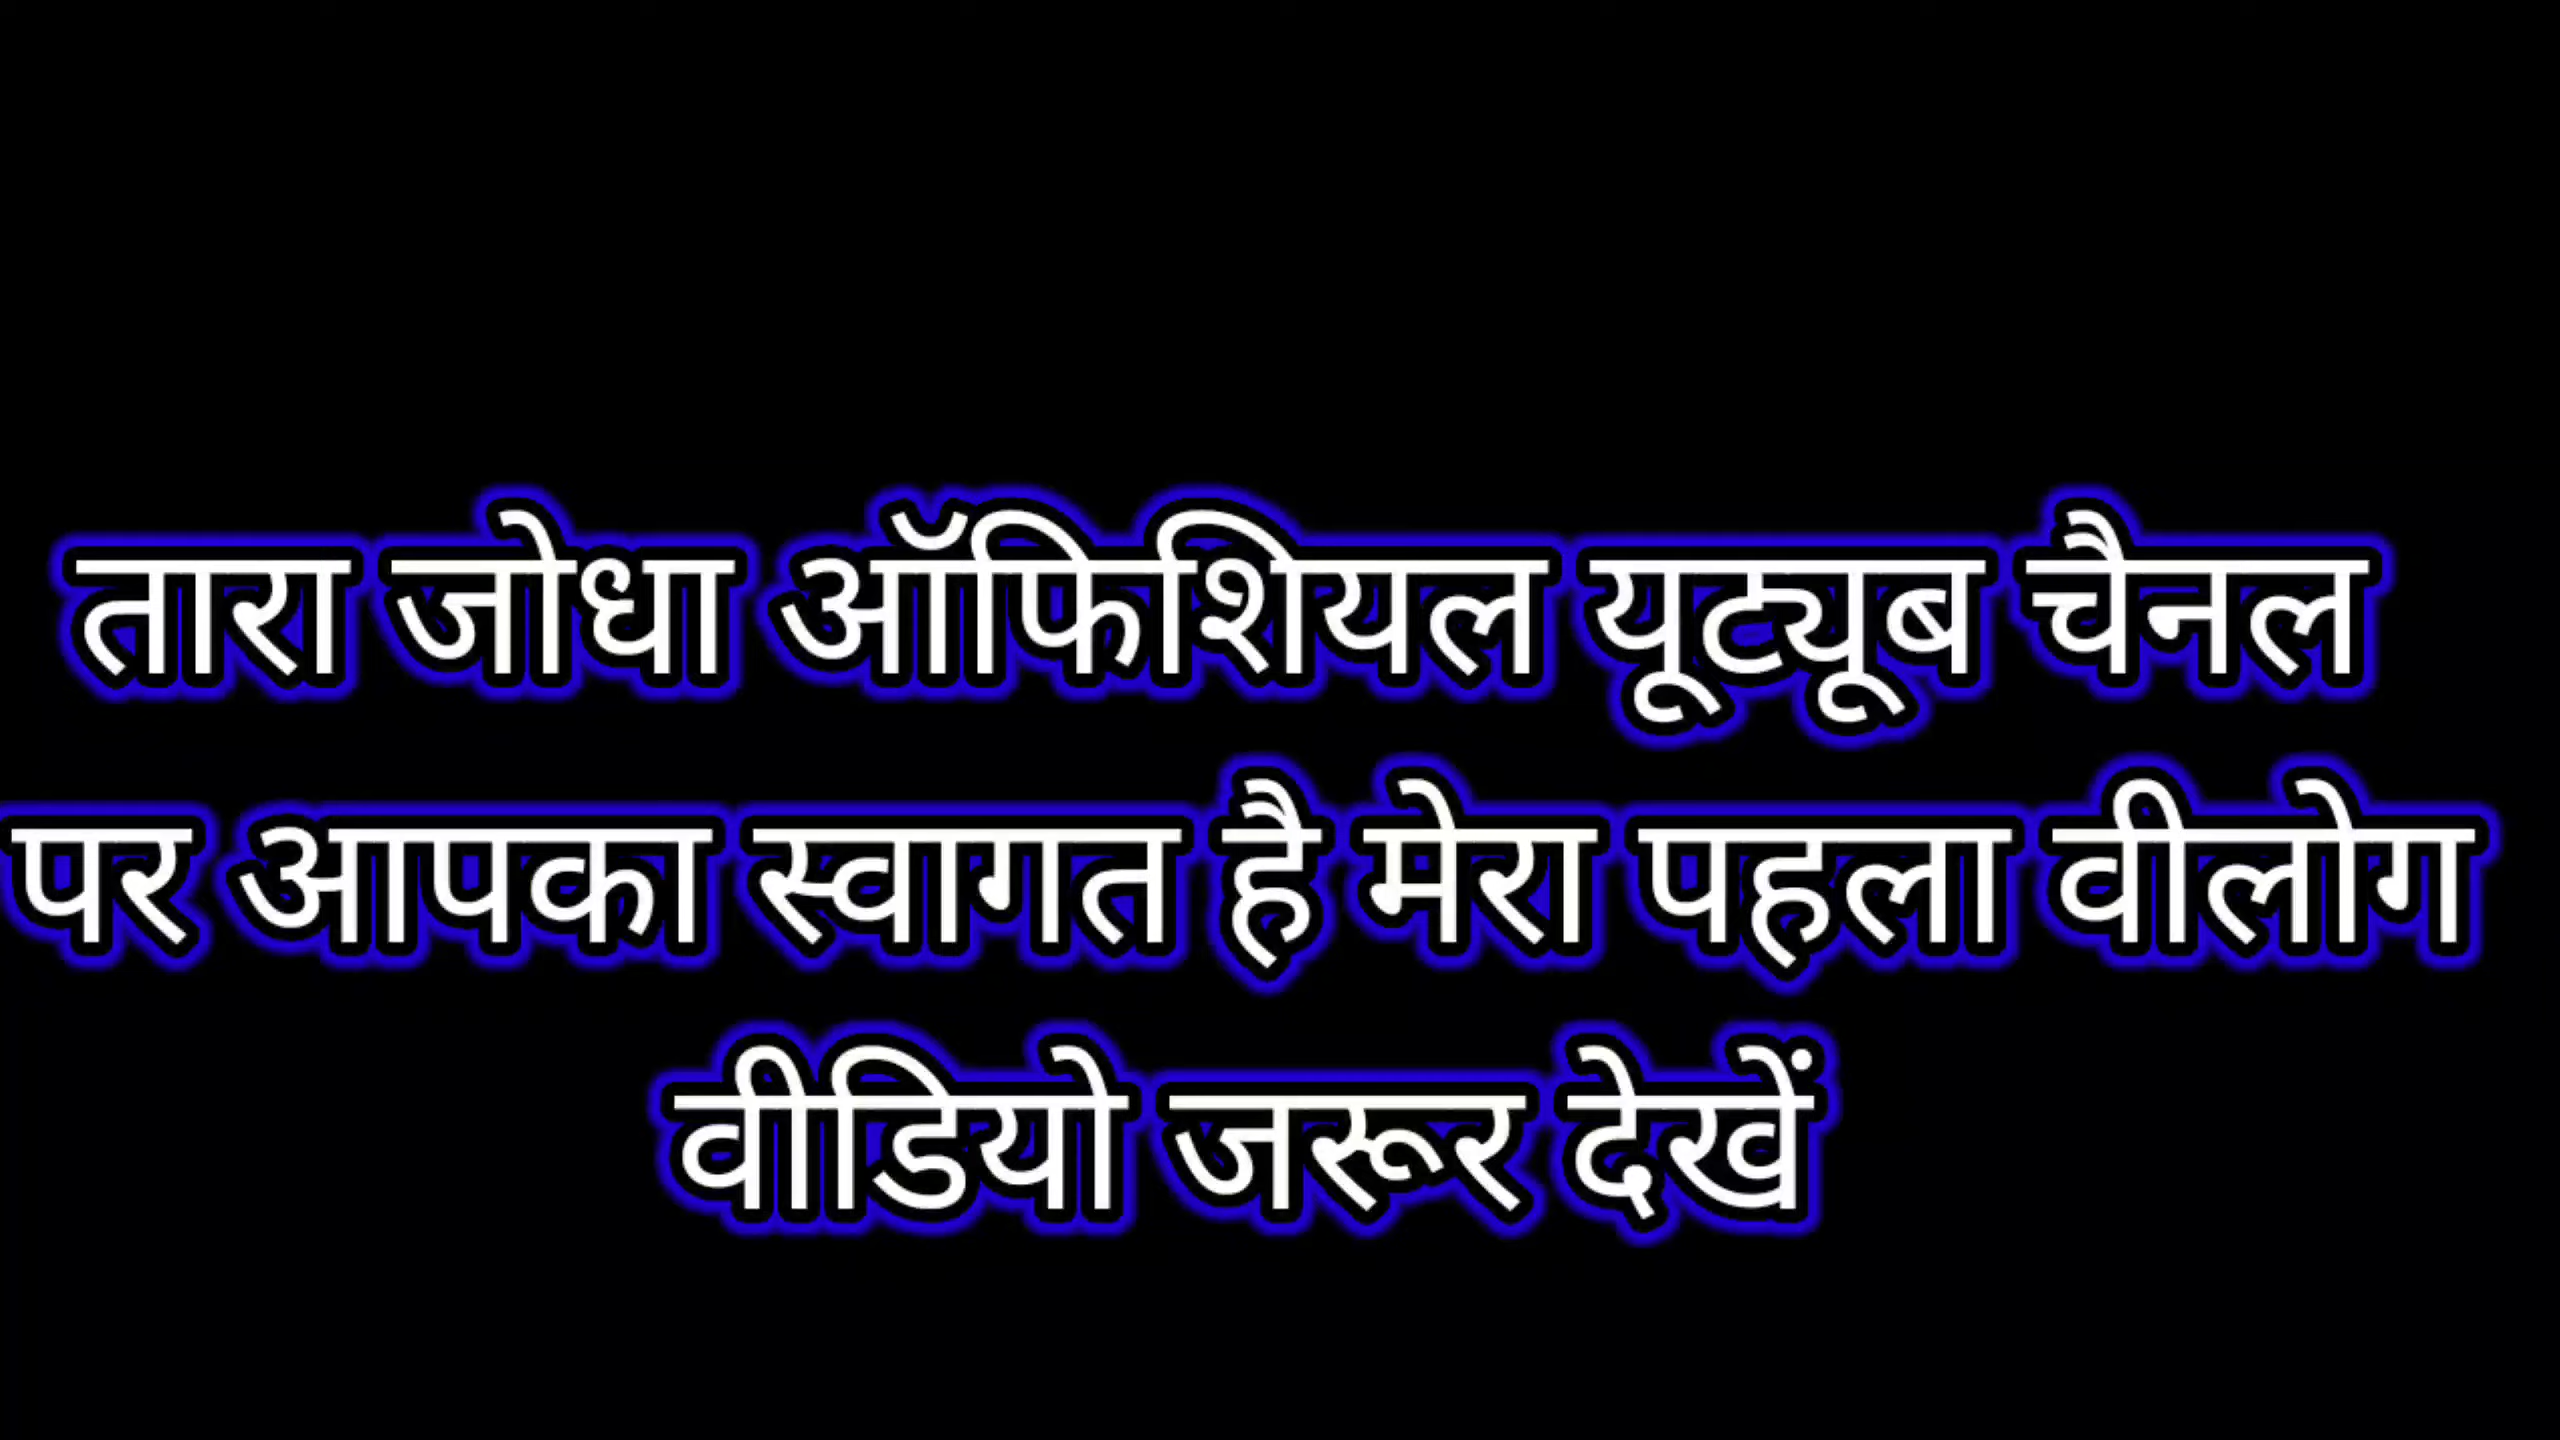 तारा जोधा ऑफिशियल यूट्यूब चैनल
पर आपका स्वागत है मेरा पहला वीलोग
वीडियो जरूर देखें